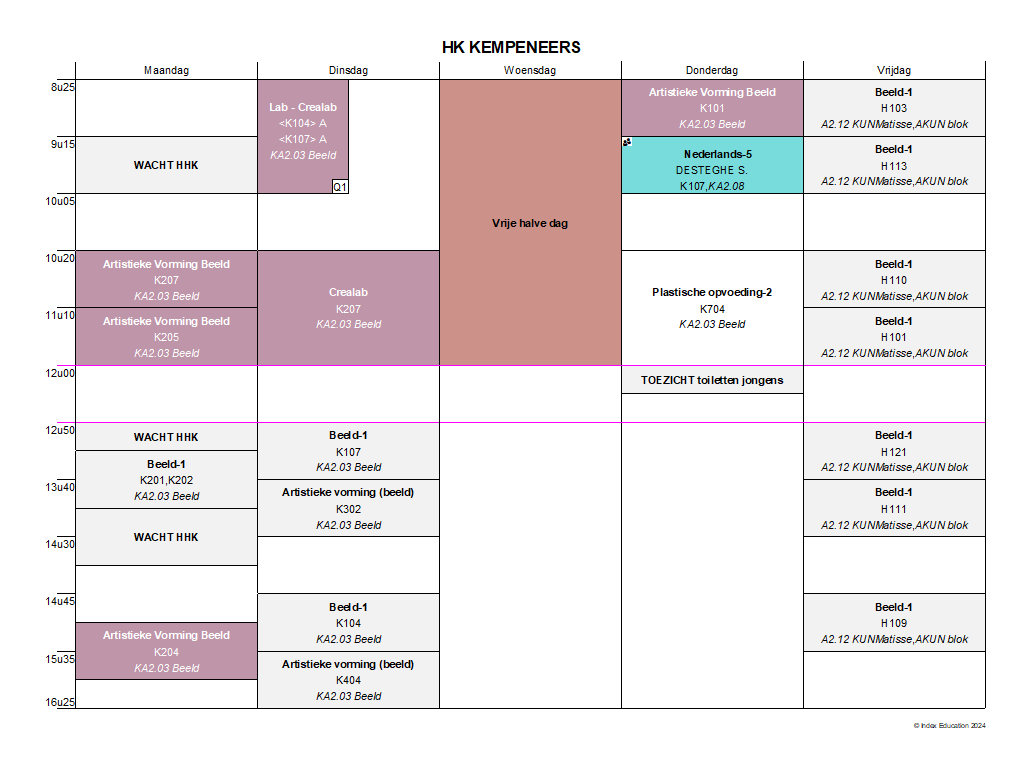 HK KEMPENEERS
Maandag
Dinsdag
Woensdag
Donderdag
Vrijdag
8u25
9u15
10u05
10u20
11u10
12u00
12u50
13u40
14u30
14u45
15u35
16u25
WACHT HHK
Artistieke Vorming Beeld
K207
KA2.03 Beeld
Artistieke Vorming Beeld
K205
KA2.03 Beeld
WACHT HHK
Beeld-1
K201,K202
KA2.03 Beeld
WACHT HHK
Artistieke Vorming Beeld
K204
KA2.03 Beeld
Lab - Crealab
<K104> A
<K107> A
KA2.03 Beeld
Q1
Crealab
K207
KA2.03 Beeld
Beeld-1
K107
KA2.03 Beeld
Artistieke vorming (beeld)
K302
KA2.03 Beeld
Beeld-1
K104
KA2.03 Beeld
Artistieke vorming (beeld)
K404
KA2.03 Beeld
Vrije halve dag
Artistieke Vorming Beeld
K101
KA2.03 Beeld
Nederlands-5
DESTEGHE S.
K107,KA2.08
Plastische opvoeding-2
K704
KA2.03 Beeld
TOEZICHT toiletten jongens
Beeld-1
H103
A2.12 KUNMatisse,AKUN blok
Beeld-1
H113
A2.12 KUNMatisse,AKUN blok
Beeld-1
H110
A2.12 KUNMatisse,AKUN blok
Beeld-1
H101
A2.12 KUNMatisse,AKUN blok
Beeld-1
H121
A2.12 KUNMatisse,AKUN blok
Beeld-1
H111
A2.12 KUNMatisse,AKUN blok
Beeld-1
H109
A2.12 KUNMatisse,AKUN blok
© Index Education 2024